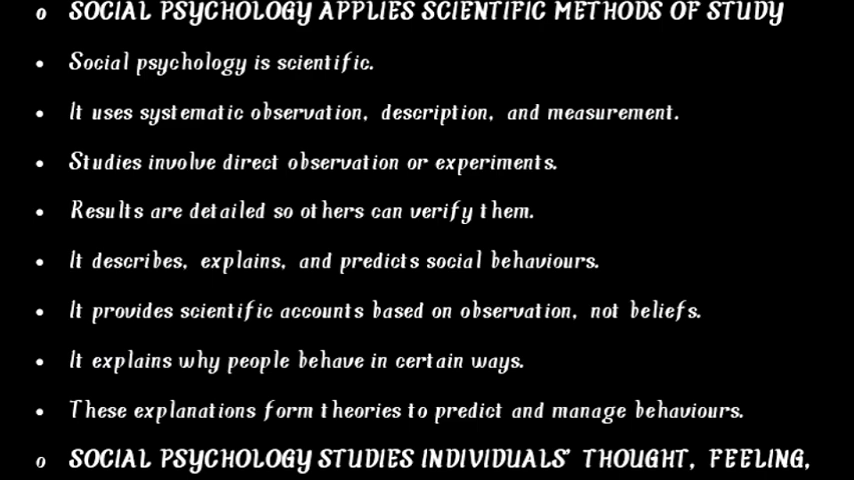 o SOCIAL PSYCHOLOGY APPLIES SCIENTIFIC METHODS OF STUDY
• Social psychology is scientific.
• It uses systematic observation, description, and measurement.
• Studies involve direct observation or experiments.
• Results are detailed so others can verify them.
• It describes, explains, and predicts social behaviours.
• It provides scientific accounts based on observation, not beliefs.
• It explains why people behave in certain ways.
• These explanations form theories to predict and manage behaviours.
o SOCIAL PSYCHOLOGY STUDIES INDIVIDUALS' THOUGHT, FEELING,